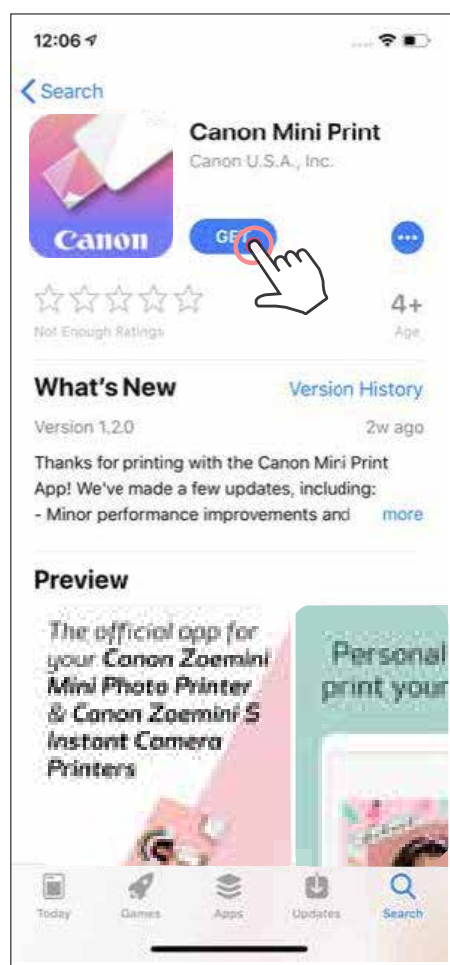 12:06
Search
Canon Mini Print
Canon U.S.A., Inc.
Canon
GET
Not Enough Ratings
4+
Age
What's New
Version History
Version 1.2.0
2w ago
Thanks for printing with the Canon Mini Print
App! We've made a few updates, including:
- Minor performance improvements and more
Preview
The official app for
your Canon Zoemini
Mini Photo Printer
& Canon Zoemini S
Instant Camera
Printers
Personal
print your
Today
Games
Apps
Updates
Search